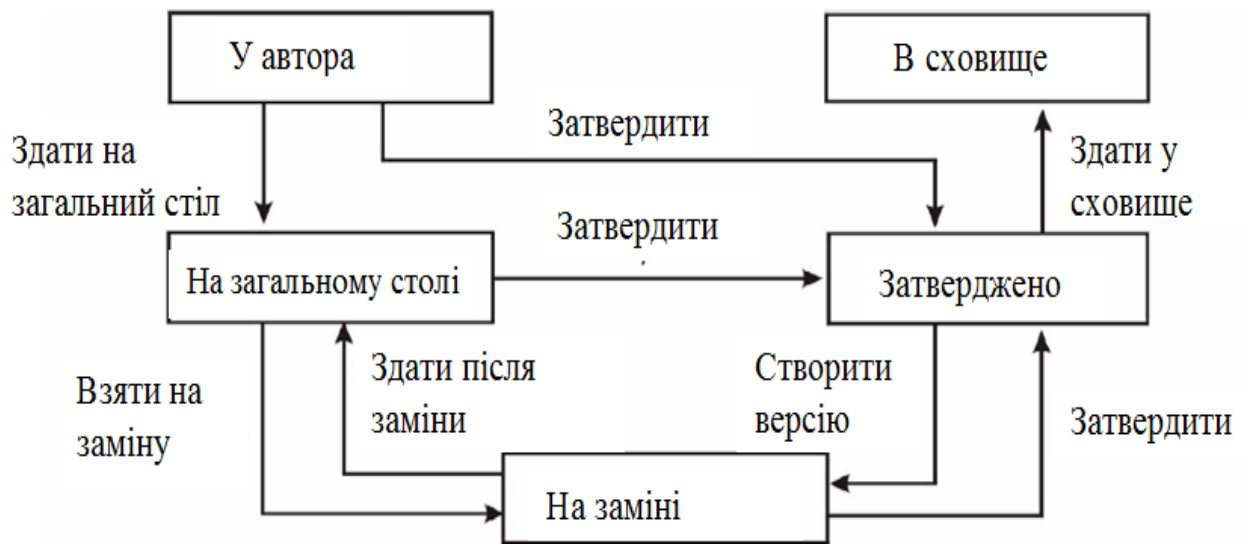 У автора
В сховище
Затвердити
Здати на
загальний стіл
Здати у
сховище
Затвердити
На загальному столі
Затверджено
Взяти на
заміну
Здати після
заміни
Створити
версію
Затвердити
На заміні